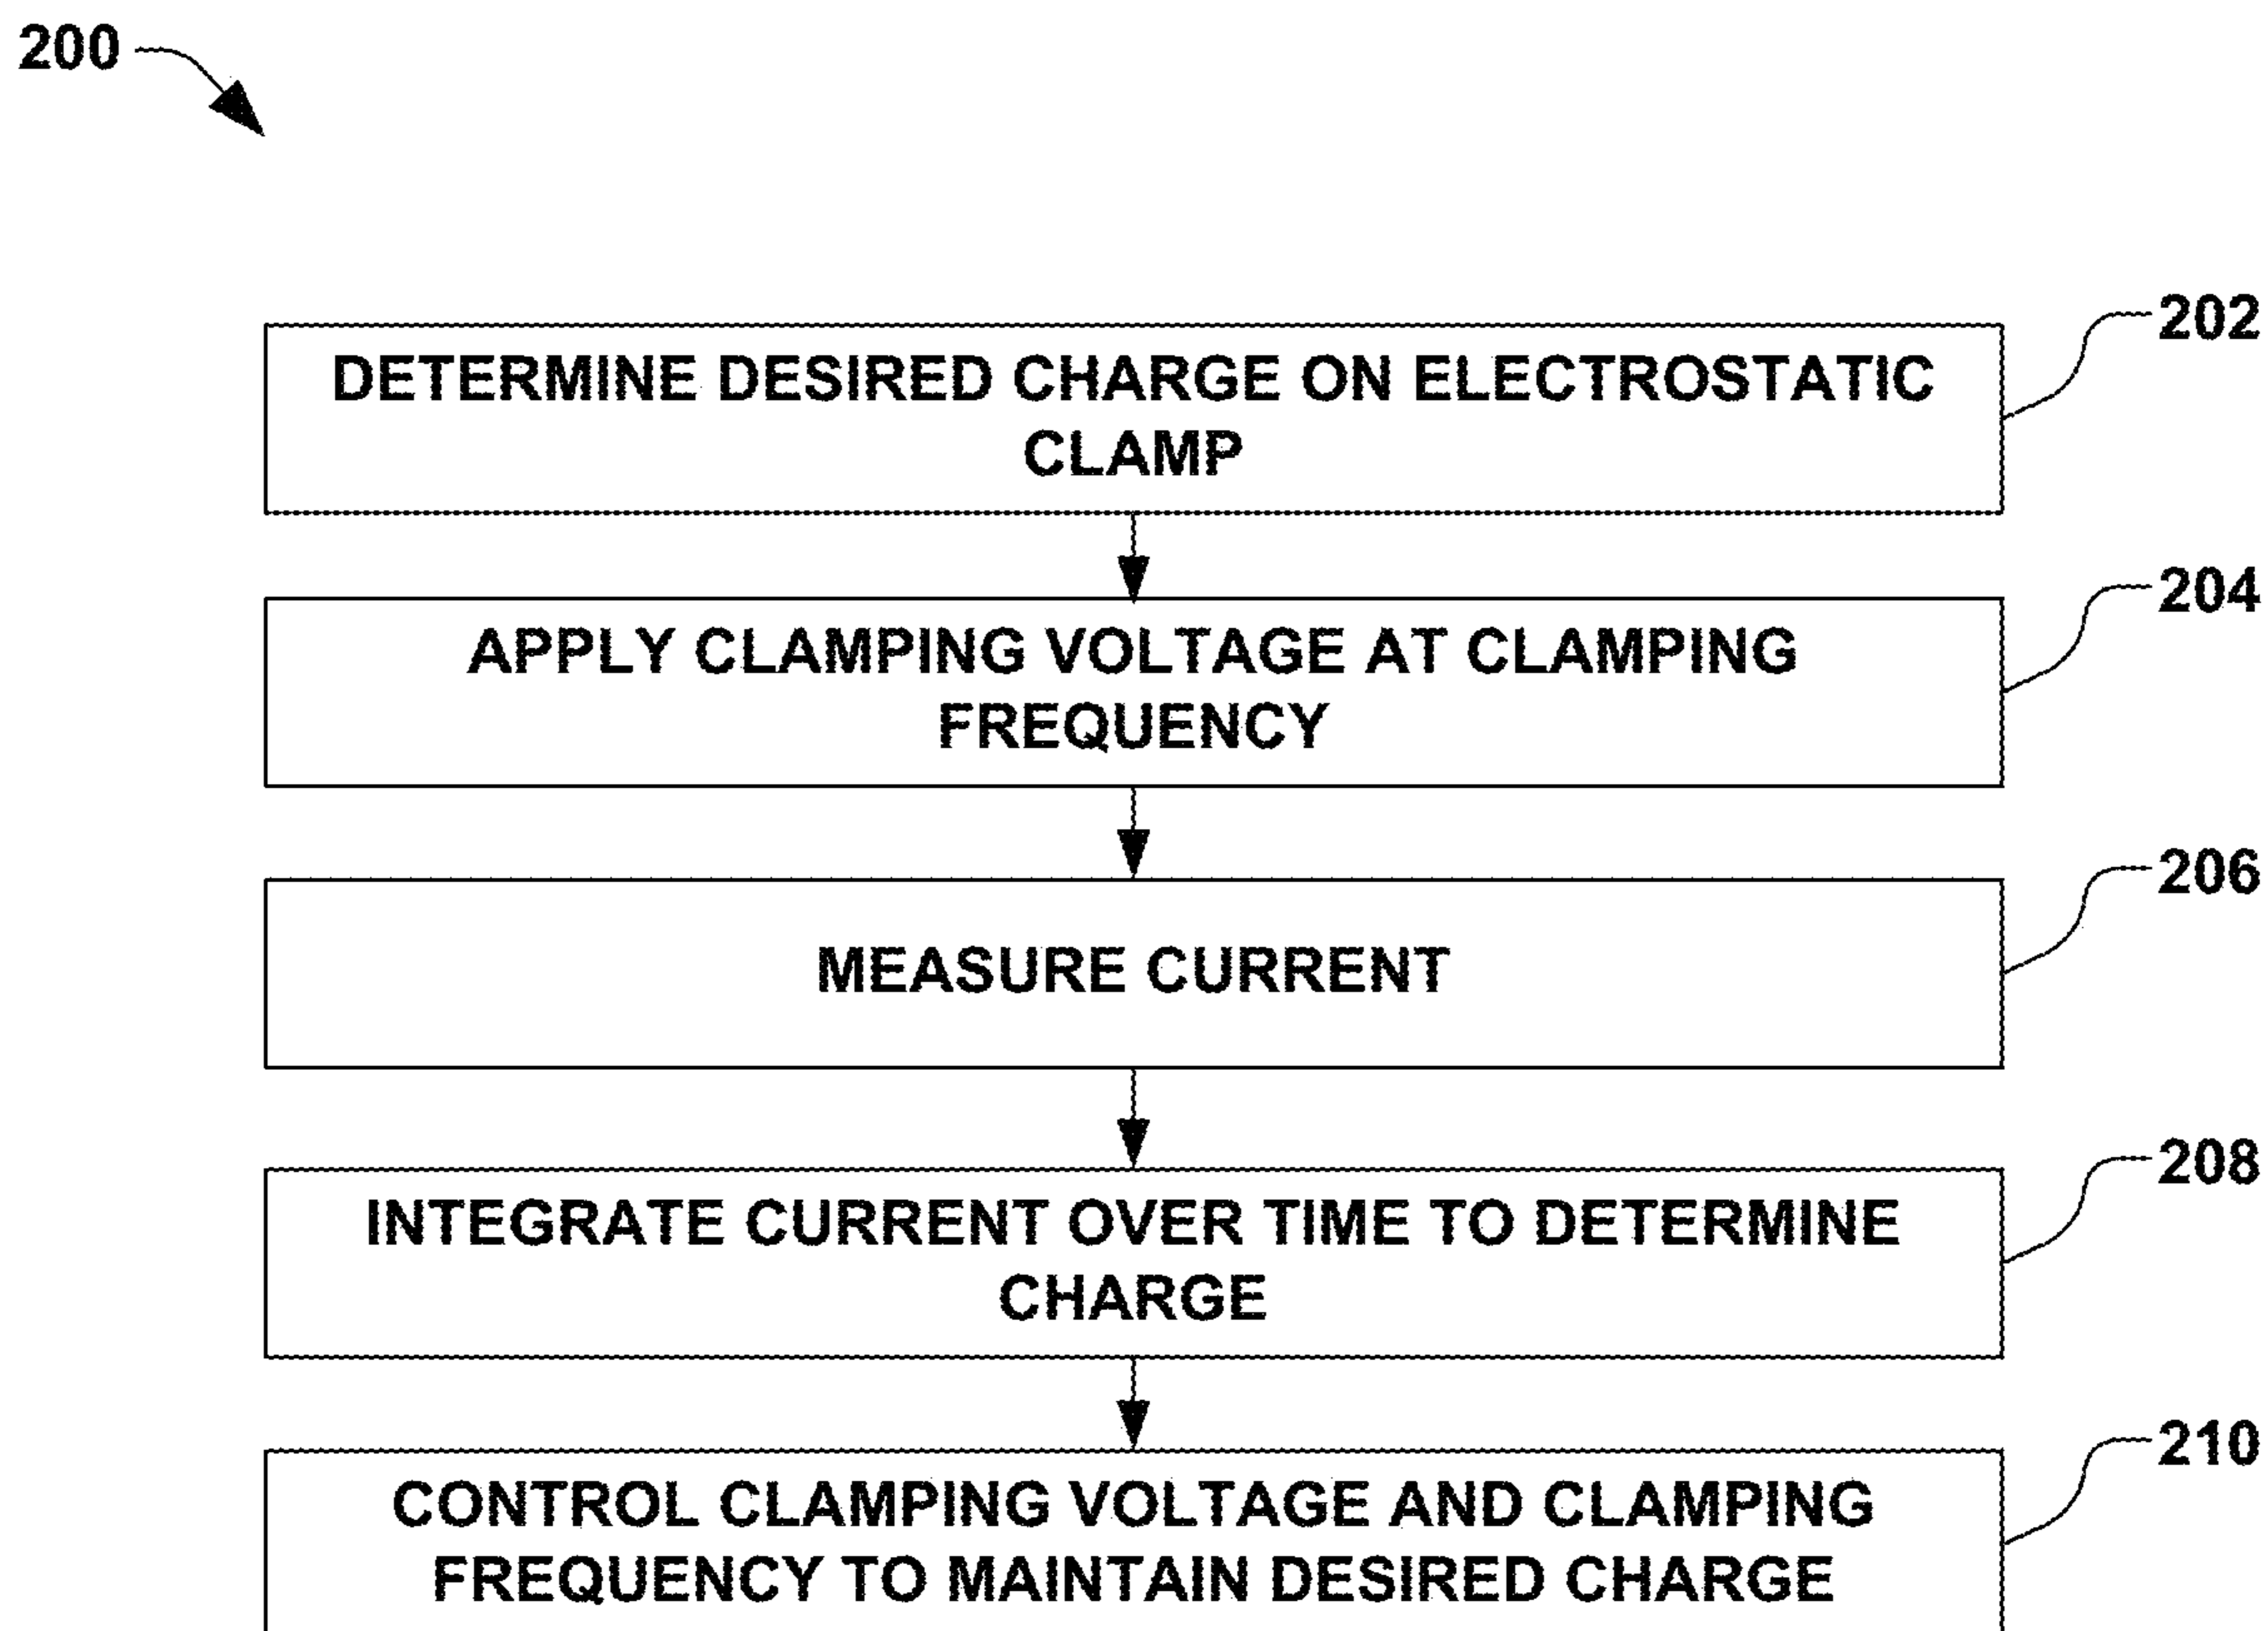 200
202
DETERMINE DESIRED CHARGE ON ELECTROSTATIC
CLAMP
204
APPLY CLAMPING VOLTAGE AT CLAMPING
FREQUENCY
206
MEASURE CURRENT
208
INTEGRATE CURRENT OVER TIME TO DETERMINE
CHARGE
210
CONTROL CLAMPING VOLTAGE AND CLAMPING
FREQUENCY TO MAINTAIN DESIRED CHARGE